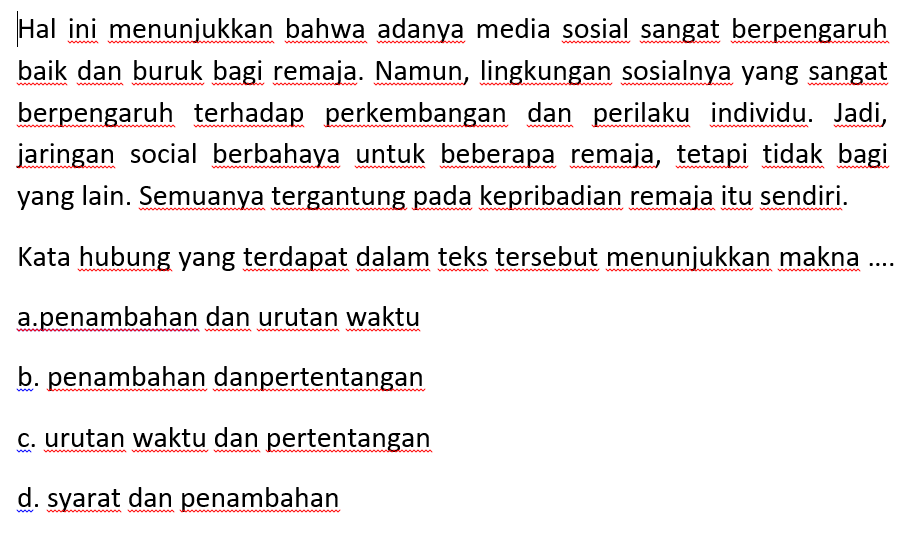 Hal ini menunjukkan bahwa adanya media sosial sangat berpengaruh
baik dan buruk bagi remaja. Namun, lingkungan sosialnya yang sangat
berpengaruh terhadap perkembangan dan perilaku individu. Jadi,
jaringan social berbahaya untuk beberapa remaja, tetapi tidak bagi
yang lain. Semuanya tergantung pada kepribadian remaja itu sendiri.
Kata hubung yang terdapat dalam teks tersebut menunjukkan makna ....
a.penambahan dan urutan waktu
b. penambahan danpertentangan
c. urutan waktu dan pertentangan
d. syarat dan penambahan